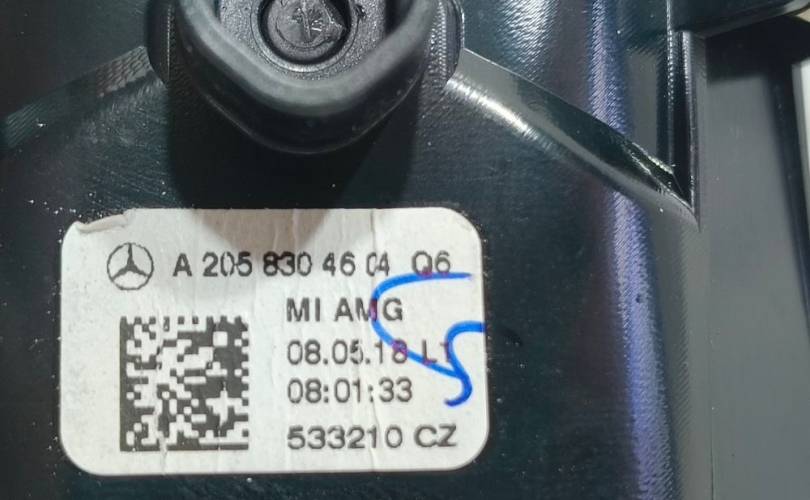 A 205 830 46 04 Q6
MI AMG
08.05.18 L1
08:01:33
533210 CZ